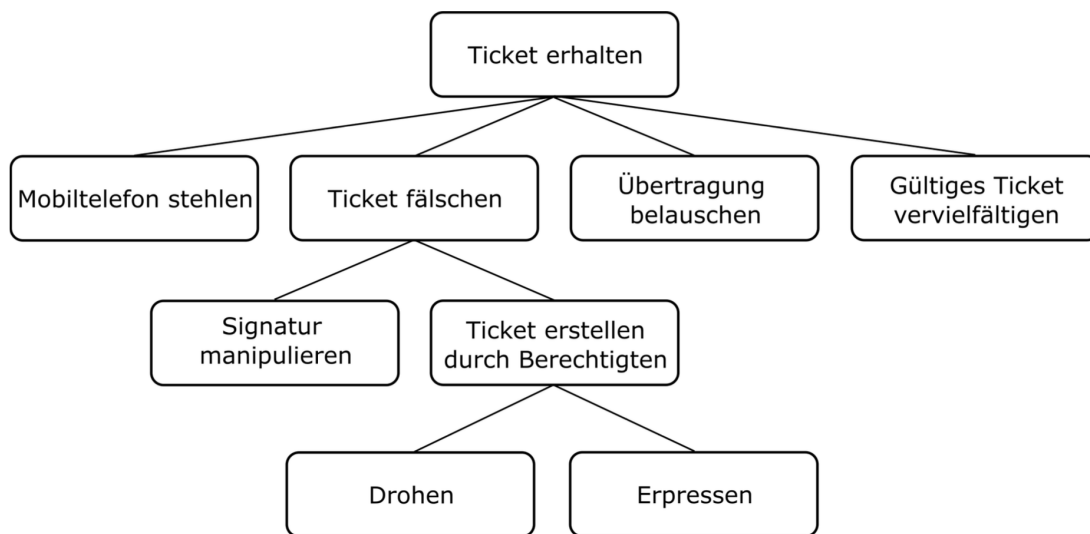 Ticket erhalten
Mobiltelefon stehlen
Ticket fälschen
Übertragung
belauschen
Gültiges Ticket
vervielfältigen
Signatur
manipulieren
Ticket erstellen
durch Berechtigten
Drohen
Erpressen